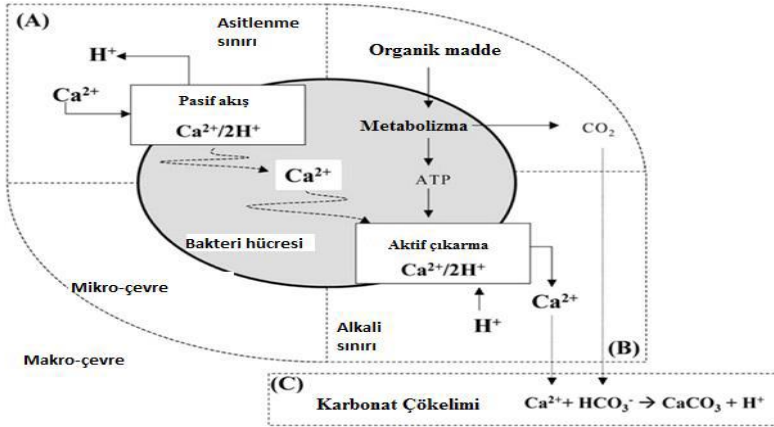 (A)
Asitlenme
sınırı
H⁺
Ca²⁺
Pasif akış
Ca²⁺/2H⁺
Organik madde
Metabolizma
CO₂
ATP
Ca²⁺
Bakteri hücresi
Aktif çıkarma
Ca²⁺/2H⁺
Mikro-çevre
Makro-çevre
Alkali
sınırı
H⁺
Ca²⁺
(B)
(C)
Karbonat Çökelimi Ca²⁺+ HCO₃⁻ → CaCO₃ + H⁺